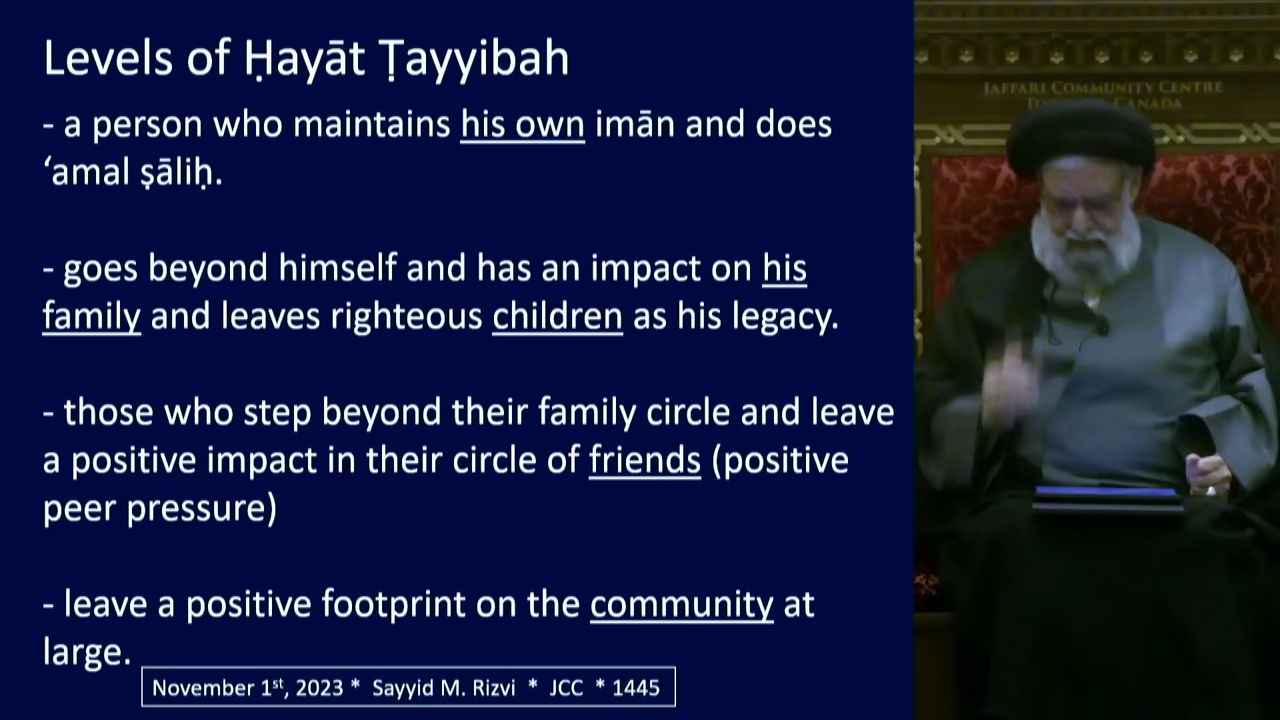 Levels of Ḥayāt Ṭayyibah
- a person who maintains his own imān and does
‘amal ṣāliḥ.
- goes beyond himself and has an impact on his
family and leaves righteous children as his legacy.
- those who step beyond their family circle and leave
a positive impact in their circle of friends (positive
peer pressure)
- leave a positive footprint on the community at
large.
November 1st, 2023 * Sayyid M. Rizvi * JCC * 1445
JAFFARI COMMUNITY CENTRE
CANADA